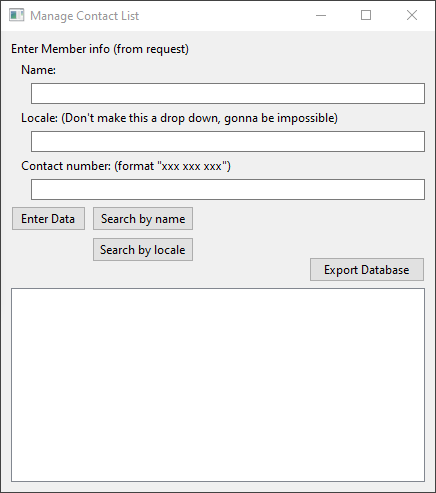 Manage Contact List
Enter Member info (from request)
Name:
Locale: (Don't make this a drop down, gonna be impossible)
Contact number: (format "xxx xxx xxx")
Enter Data
Search by name
Search by locale
Export Database